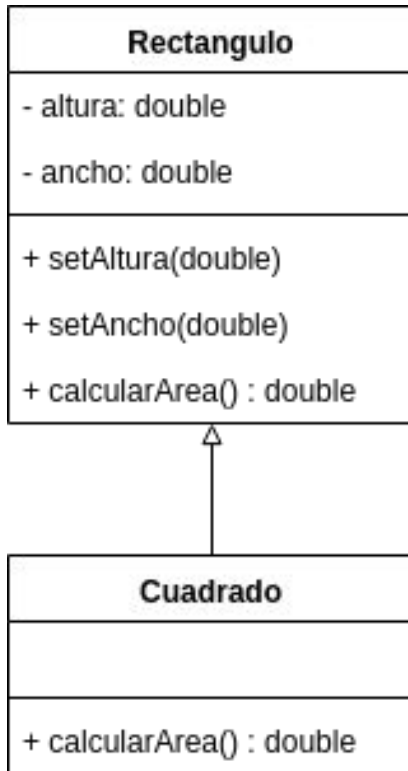 Rectangulo
- altura: double
- ancho: double
+ setAltura(double)
+ setAncho(double)
+ calcularArea() : double
Cuadrado
+ calcularArea() : double